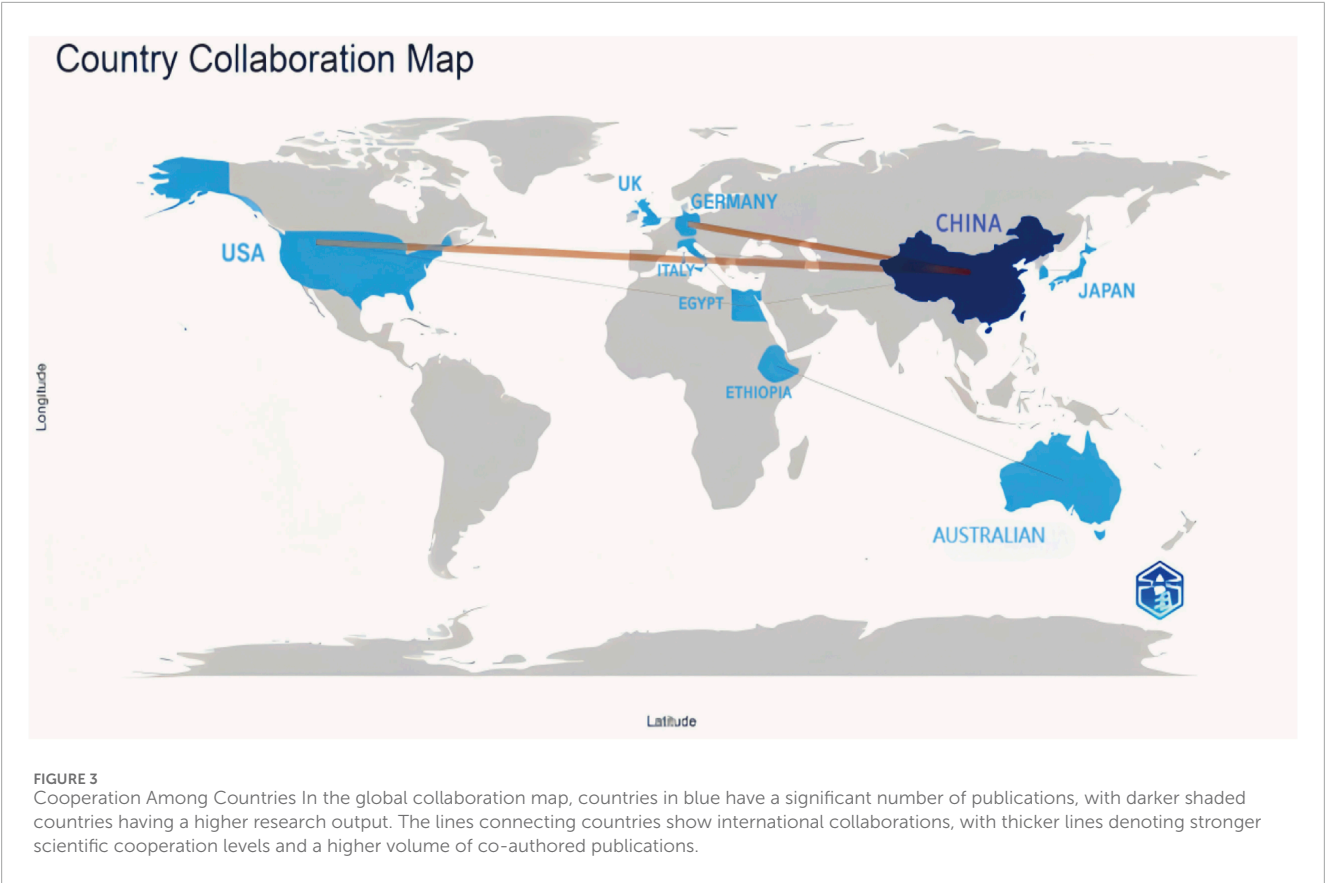 Country Collaboration Map
UK
GERMANY
CHINA
USA
ITALY
JAPAN
EGYPT
ETHIOPIA
Longitude
AUSTRALIAN
Latitude
FIGURE 3
Cooperation Among Countries In the global collaboration map, countries in blue have a significant number of publications, with darker shaded
countries having a higher research output. The lines connecting countries show international collaborations, with thicker lines denoting stronger
scientific cooperation levels and a higher volume of co-authored publications.